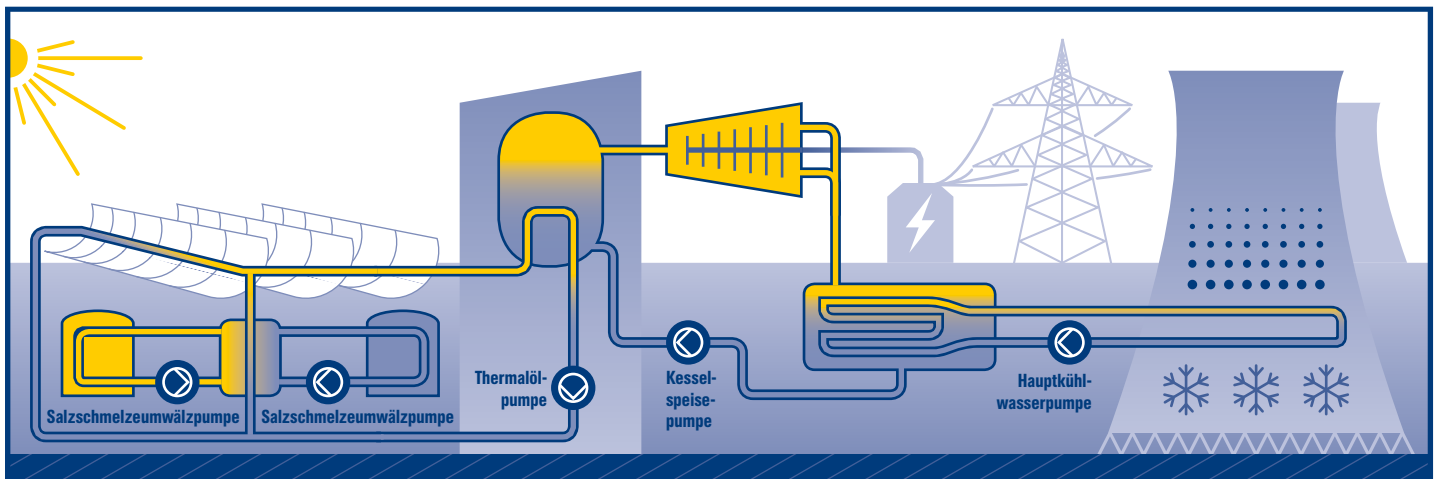 Salzschmelzeumwälzpumpe
Salzschmelzeumwälzpumpe
Thermalöl-
pumpe
Kessel-
speise-
pumpe
Hauptkühl-
wasserpumpe